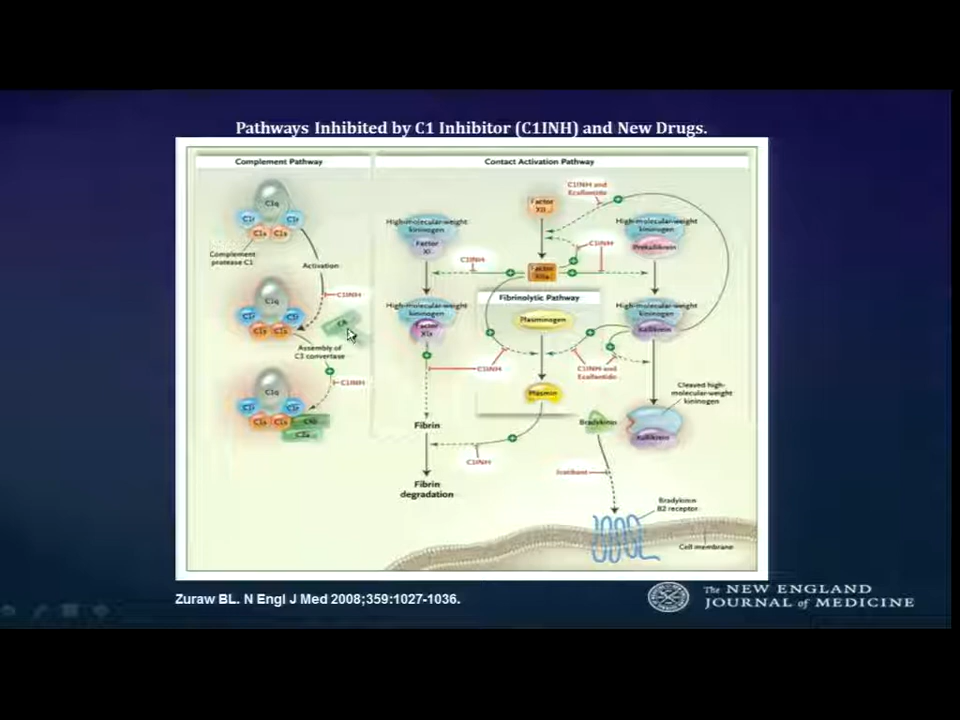 Pathways Inhibited by C1 Inhibitor (C1INH) and New Drugs.
Complement Pathway
C1q
C1r
C1r
C1s
C1s
Complement
protease C1
Activation
C1INH
C1q
C1r
C1r
C1s
C1s
C4
Assembly of
C3 convertase
C1INH
C1q
C1r
C1r
C1s
C1s
C4b
C2a
Contact Activation Pathway
C1INH and
Ecallantide
Factor
XII
High-molecular-weight
kininogen
Factor
XI
High-molecular-weight
kininogen
Prekallikrein
C1INH
C1INH
Factor
XIIa
High-molecular-weight
kininogen
Factor
XIa
Fibrinolytic Pathway
Plasminogen
High-molecular-weight
kininogen
Kallikrein
C1INH
C1INH and
Ecallantide
Plasmin
Cleaved high-
molecular-weight
kininogen
Fibrin
Bradykinin
Kallikrein
C1INH
Icatibant
Fibrin
degradation
Bradykinin
B2 receptor
Cell membrane
Zuraw BL. N Engl J Med 2008;359:1027-1036.
The NEW ENGLAND
JOURNAL of MEDICINE